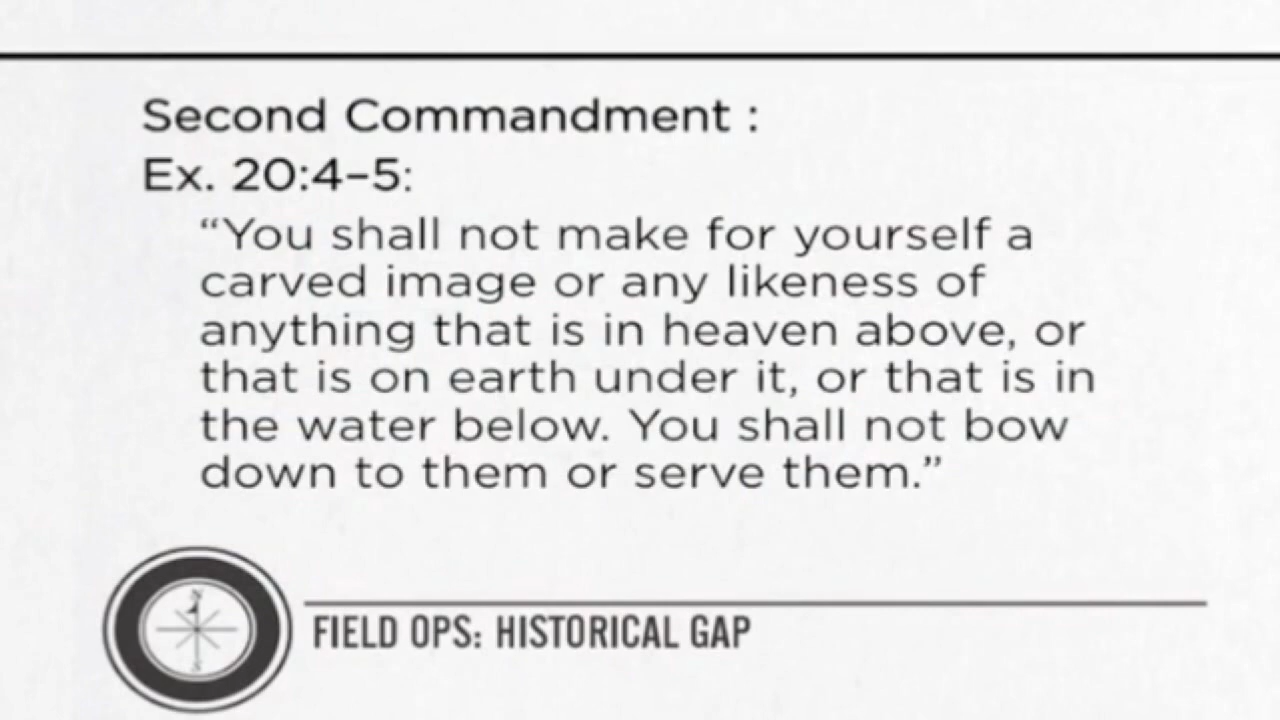 Second Commandment :
Ex. 20:4–5:
“You shall not make for yourself a
carved image or any likeness of
anything that is in heaven above, or
that is on earth under it, or that is in
the water below. You shall not bow
down to them or serve them.”
N
S
FIELD OPS: HISTORICAL GAP